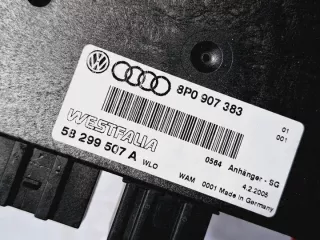 8P0 907 383
01
001
WESTFALIA
58 299 507 A
WLO
0564 Anhänger - SG
4.2.2005
WAM 0001 Made in Germany